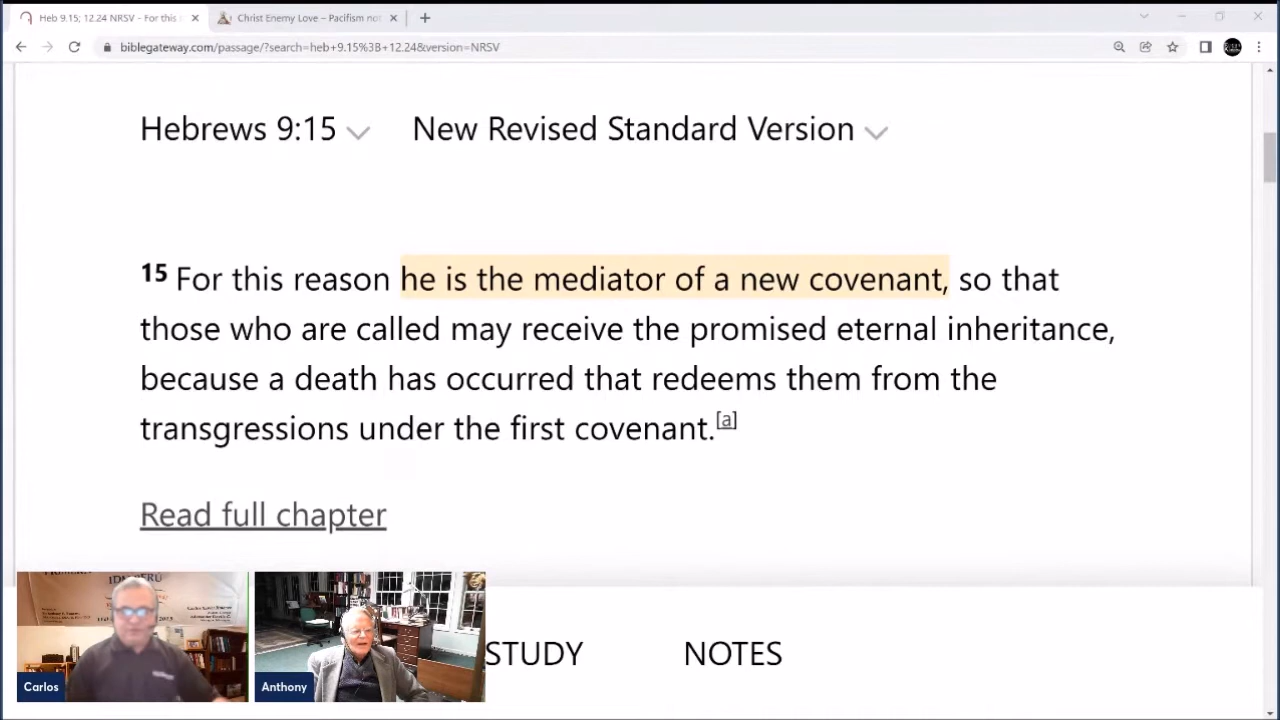 Heb 9.15; 12.24 NRSV - For this
Christ Enemy Love – Pacifism not
biblegateway.com/passage/?search=heb+9.15%3B+12.24&version=NRSV
Hebrews 9:15 New Revised Standard Version
15 For this reason he is the mediator of a new covenant, so that
those who are called may receive the promised eternal inheritance,
because a death has occurred that redeems them from the
transgressions under the first covenant.[a]
Read full chapter
STUDY NOTES
Carlos
Anthony